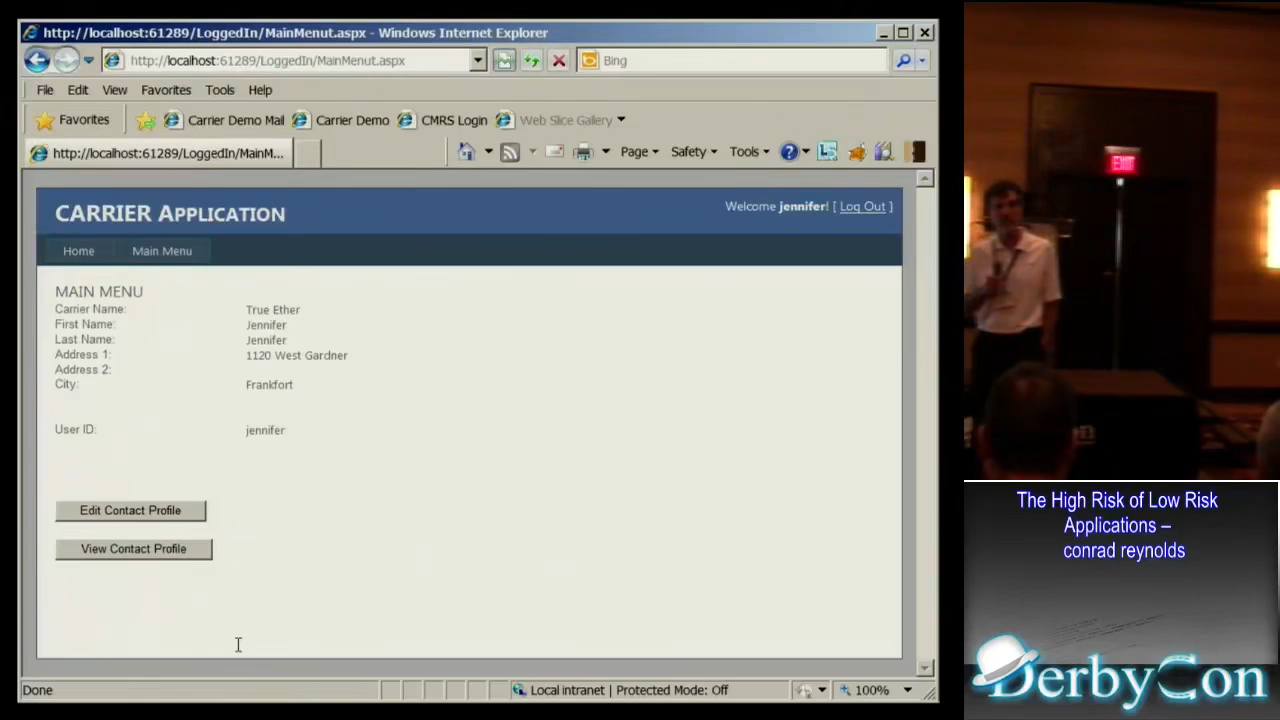 http://localhost:61289/LoggedIn/MainMenut.aspx - Windows Internet Explorer
http://localhost:61289/LoggedIn/MainMenut.aspx
Bing
File Edit View Favorites Tools Help
Favorites Carrier Demo Mail Carrier Demo CMRS Login Web Slice Gallery
http://localhost:61289/LoggedIn/MainM...
Page Safety Tools
CARRIER APPLICATION
Welcome jennifer! [ Log Out ]
Home Main Menu
MAIN MENU
Carrier Name: True Ether
First Name: Jennifer
Last Name: Jennifer
Address 1: 1120 West Gardner
Address 2:
City: Frankfort
User ID: jennifer
Edit Contact Profile
View Contact Profile
Done
Local intranet | Protected Mode: Off
100%
EXIT
The High Risk of Low Risk
Applications –
conrad reynolds
DerbyCon